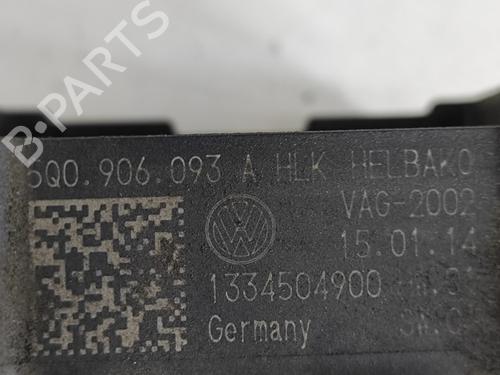 5Q0.906.093 A HLK HELBAKO
VAG-2002
15.01.14
1334504900
Germany
B-PARTS